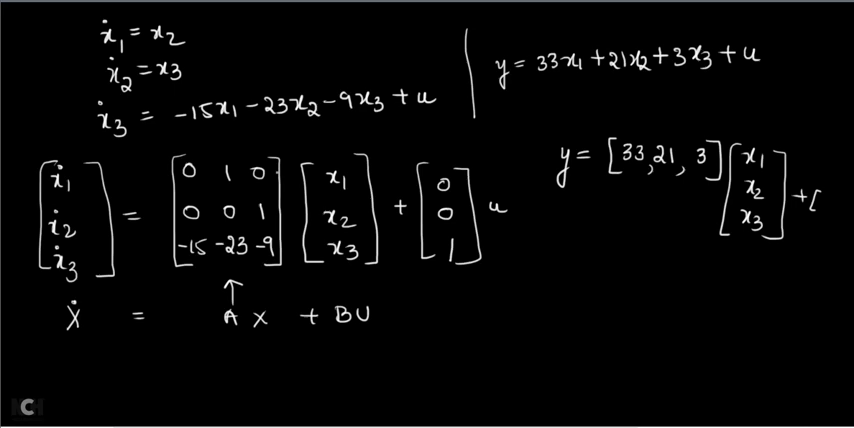 ẋ₁ = x₂
ẋ₂ = x₃
ẋ₃ = -15x₁ - 23x₂ - 9x₃ + u
y = 33x₁ + 21x₂ + 3x₃ + u
[ẋ₁ ẋ₂ ẋ₃] = [0 1 0 0 0 1 -15 -23 -9] [x₁ x₂ x₃] + [0 0 1] u
y = [33, 21, 3] [x₁ x₂ x₃] + [
↑
Ẋ = A X + BU
C